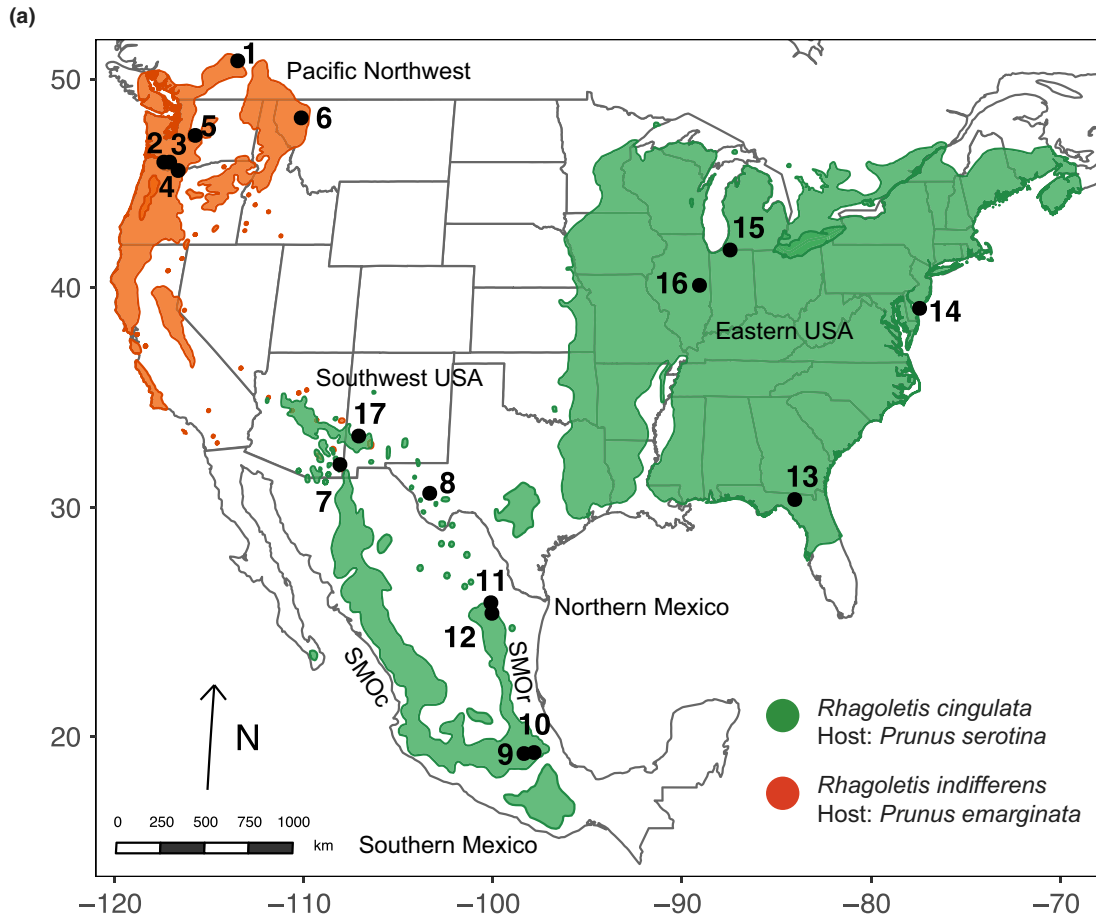 (a)
50
40
30
20
−120
−110
−100
−90
−80
−70
1
Pacific Northwest
6
5
2 3
4
15
16
14
Eastern USA
Southwest USA
17
7
8
13
11
12
Northern Mexico
SMOc
SMOr
10
9
N
Rhagoletis cingulata
Host: Prunus serotina
Rhagoletis indifferens
Host: Prunus emarginata
0 250 500 750 1000
km
Southern Mexico